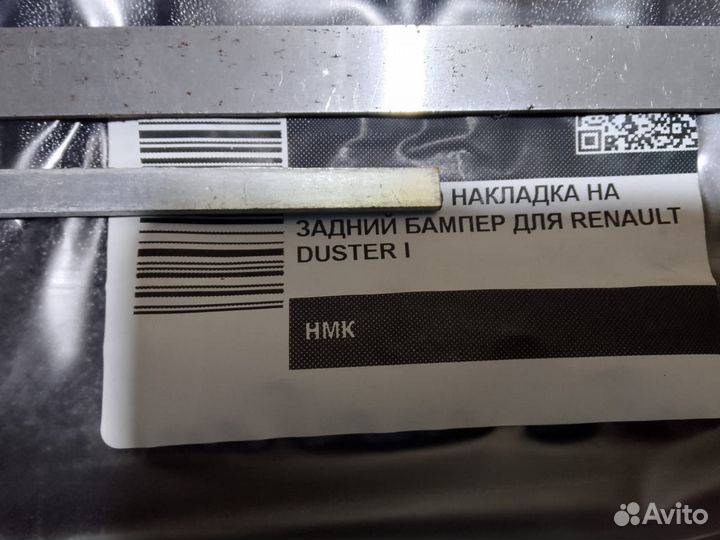 НАКЛАДКА НА
ЗАДНИЙ БАМПЕР ДЛЯ RENAULT
DUSTER I
НМК
Avito